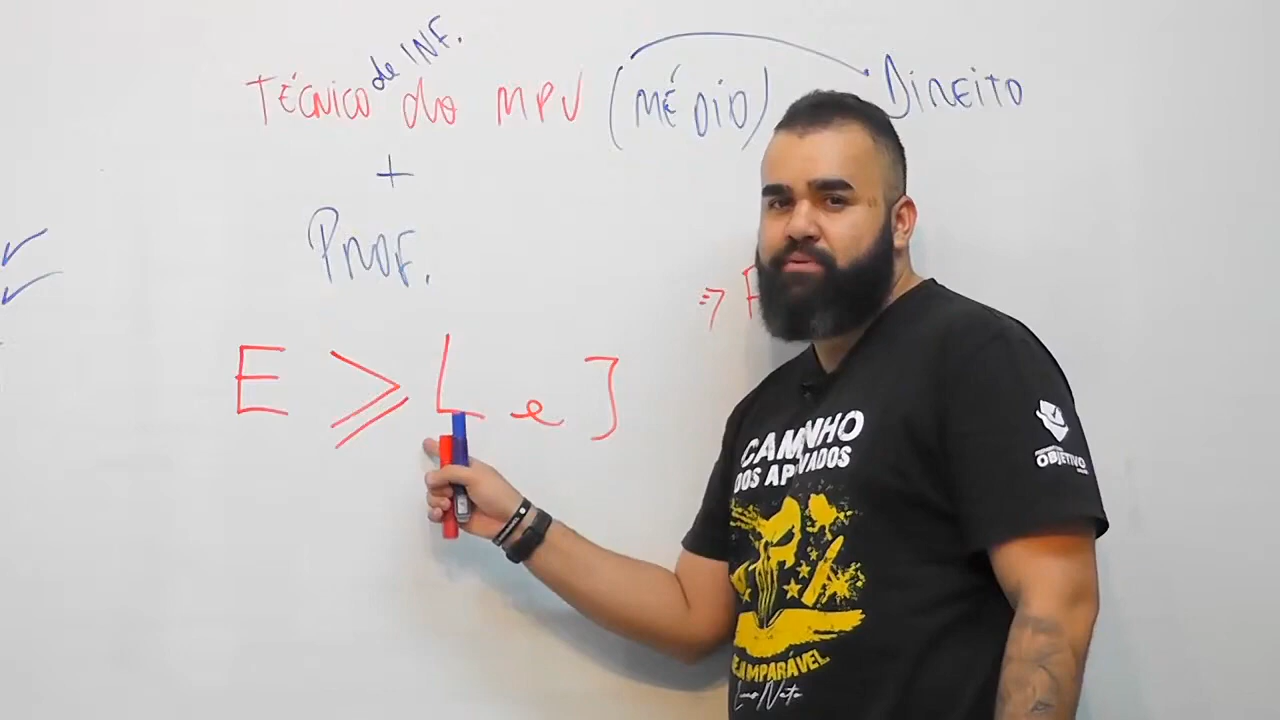 de INF.
TÉCNICO do MPU (MÉDIO) DIREITO
+
PROF.
⇒
E ≥ L e J
CAMINHO
DOS APROVADOS
OBJETIVO